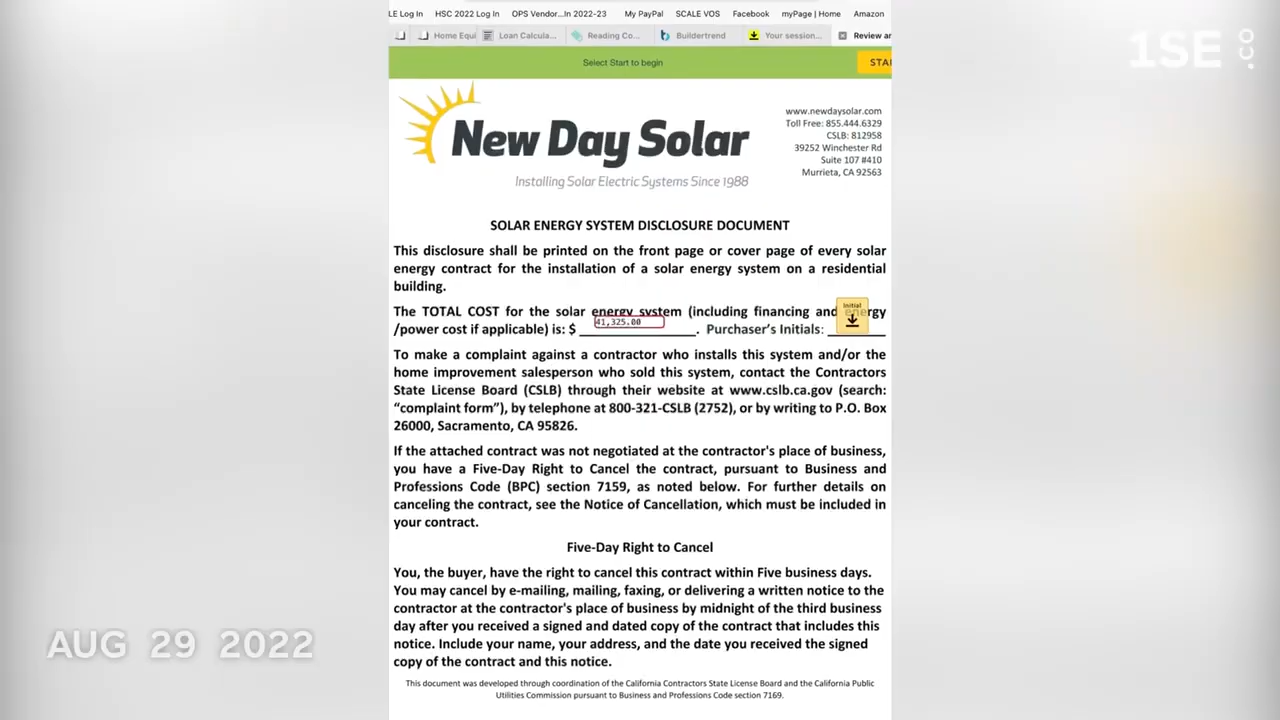 LE Log In HSC 2022 Log In OPS Vendor...In 2022-23 My PayPal SCALE VOS Facebook myPage | Home Amazon
Home Equi Loan Calcula... Reading Co... Buildertrend Your session... Review an
1SE.co
Select Start to begin STAR
New Day Solar
Installing Solar Electric Systems Since 1988
www.newdaysolar.com
Toll Free: 855.444.6329
CSLB: 812958
39252 Winchester Rd
Suite 107 #410
Murrieta, CA 92563
SOLAR ENERGY SYSTEM DISCLOSURE DOCUMENT
This disclosure shall be printed on the front page or cover page of every solar
energy contract for the installation of a solar energy system on a residential
building.
Initial
The TOTAL COST for the solar energy system (including financing and energy
/power cost if applicable) is: $ 41,325.00. Purchaser's Initials:
To make a complaint against a contractor who installs this system and/or the
home improvement salesperson who sold this system, contact the Contractors
State License Board (CSLB) through their website at www.cslb.ca.gov (search:
“complaint form”), by telephone at 800-321-CSLB (2752), or by writing to P.O. Box
26000, Sacramento, CA 95826.
If the attached contract was not negotiated at the contractor's place of business,
you have a Five-Day Right to Cancel the contract, pursuant to Business and
Professions Code (BPC) section 7159, as noted below. For further details on
canceling the contract, see the Notice of Cancellation, which must be included in
your contract.
Five-Day Right to Cancel
You, the buyer, have the right to cancel this contract within Five business days.
You may cancel by e-mailing, mailing, faxing, or delivering a written notice to the
contractor at the contractor's place of business by midnight of the third business
day after you received a signed and dated copy of the contract that includes this
notice. Include your name, your address, and the date you received the signed
copy of the contract and this notice.
This document was developed through coordination of the California Contractors State License Board and the California Public
Utilities Commission pursuant to Business and Professions Code section 7169.
AUG 29 2022